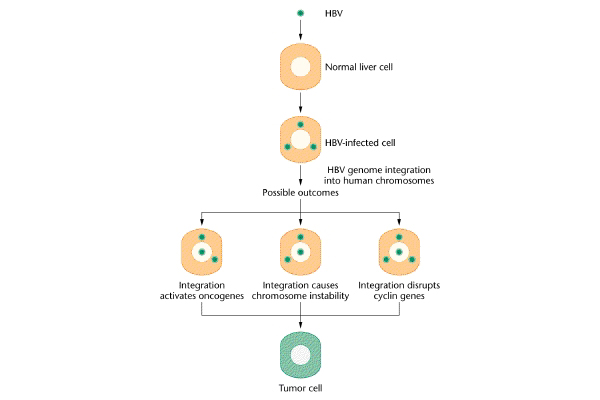 HBV
Normal liver cell
HBV-infected cell
HBV genome integration
into human chromosomes
Possible outcomes
Integration
activates oncogenes
Integration causes
chromosome instability
Integration disrupts
cyclin genes
Tumor cell